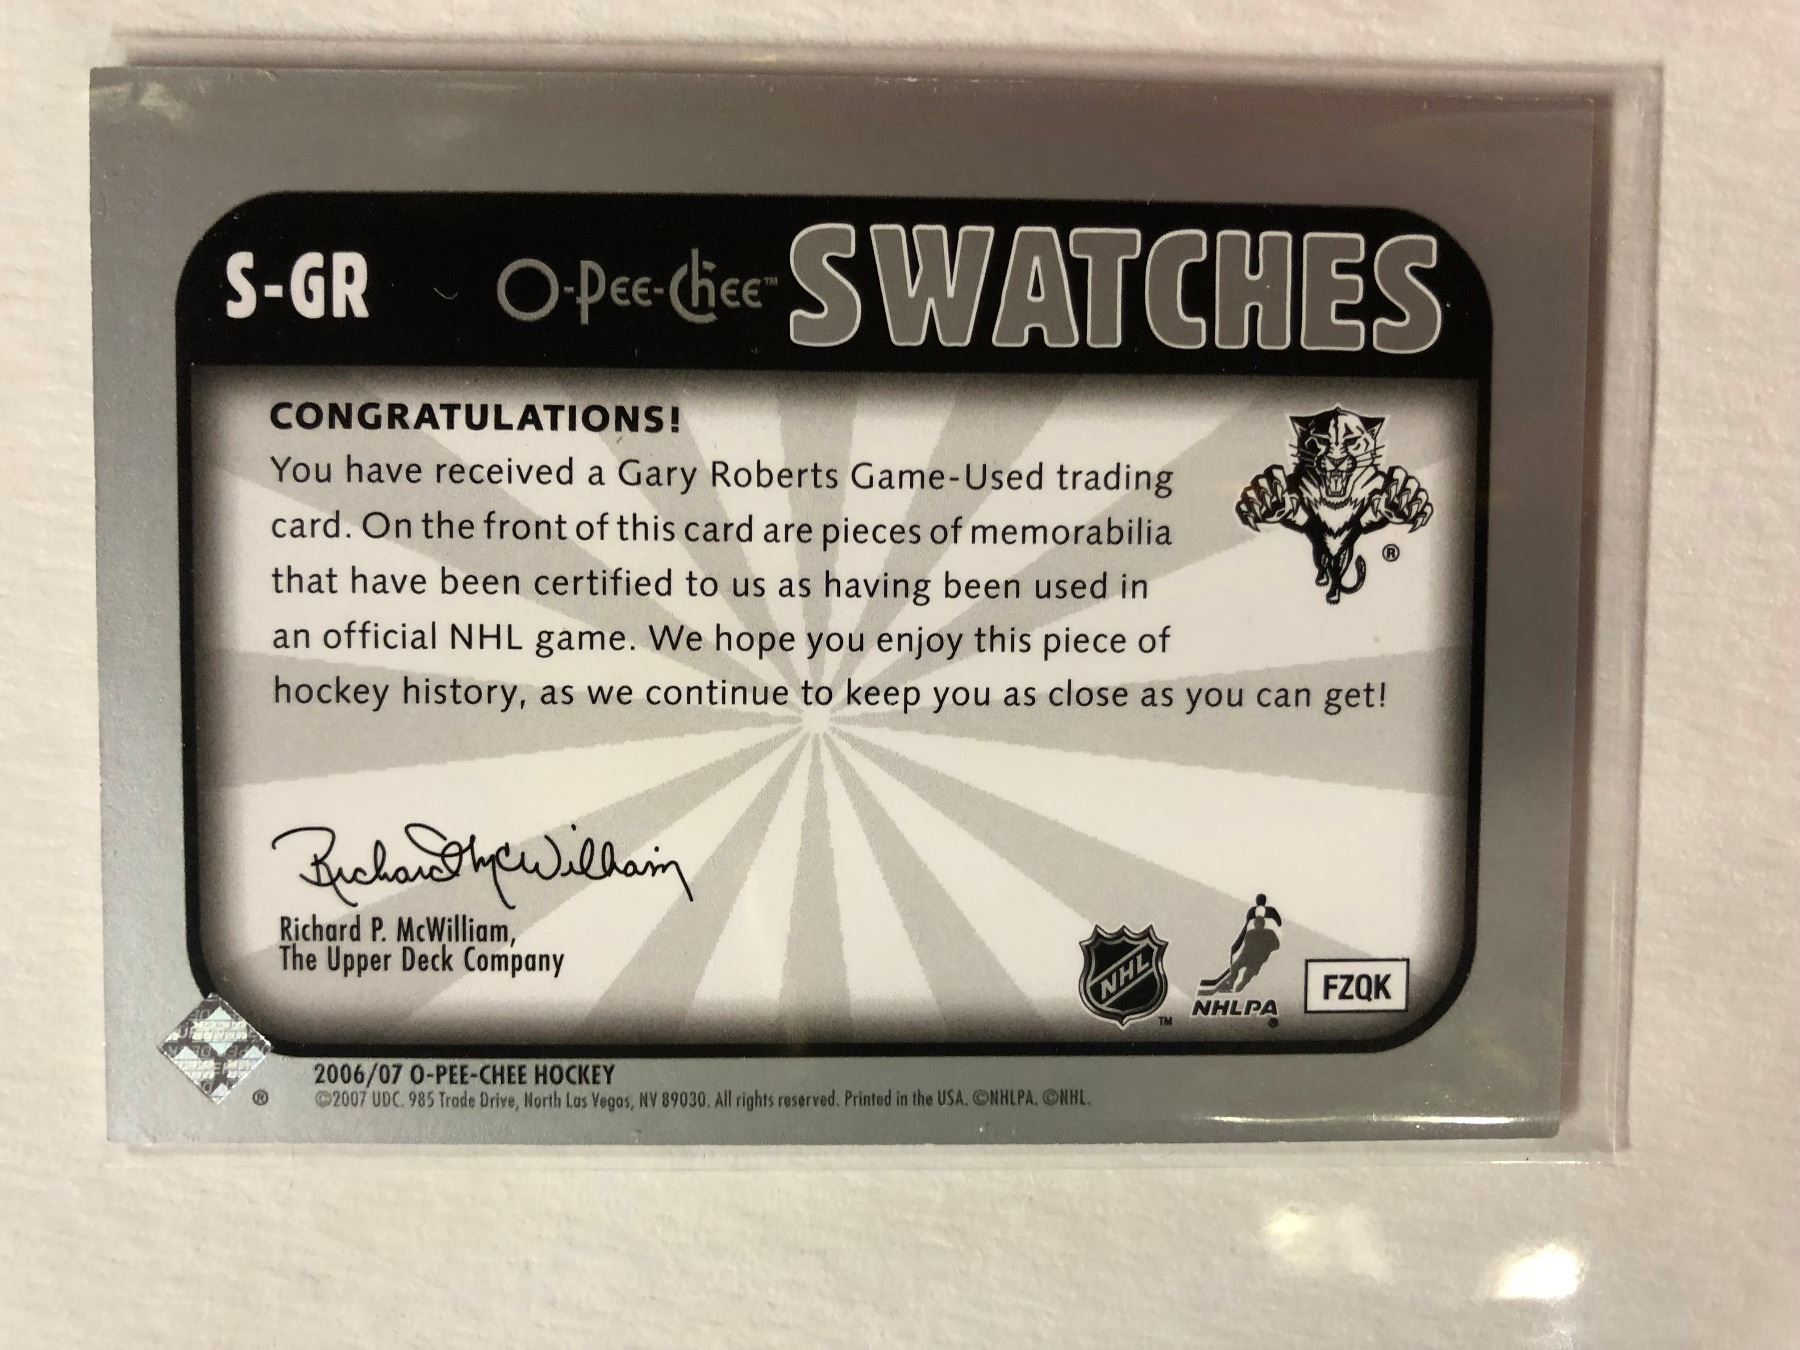 S-GR O-Pee-Chee™ SWATCHES
CONGRATULATIONS!
You have received a Gary Roberts Game-Used trading
card. On the front of this card are pieces of memorabilia
that have been certified to us as having been used in
an official NHL game. We hope you enjoy this piece of
hockey history, as we continue to keep you as close as you can get!
®
Richard McWilliam
Richard P. McWilliam,
The Upper Deck Company
NHL ™
NHLPA ®
FZQK
®
2006/07 O-PEE-CHEE HOCKEY
©2007 UDC. 985 Trade Drive, North Las Vegas, NV 89030. All rights reserved. Printed in the USA. ©NHLPA. ©NHL.